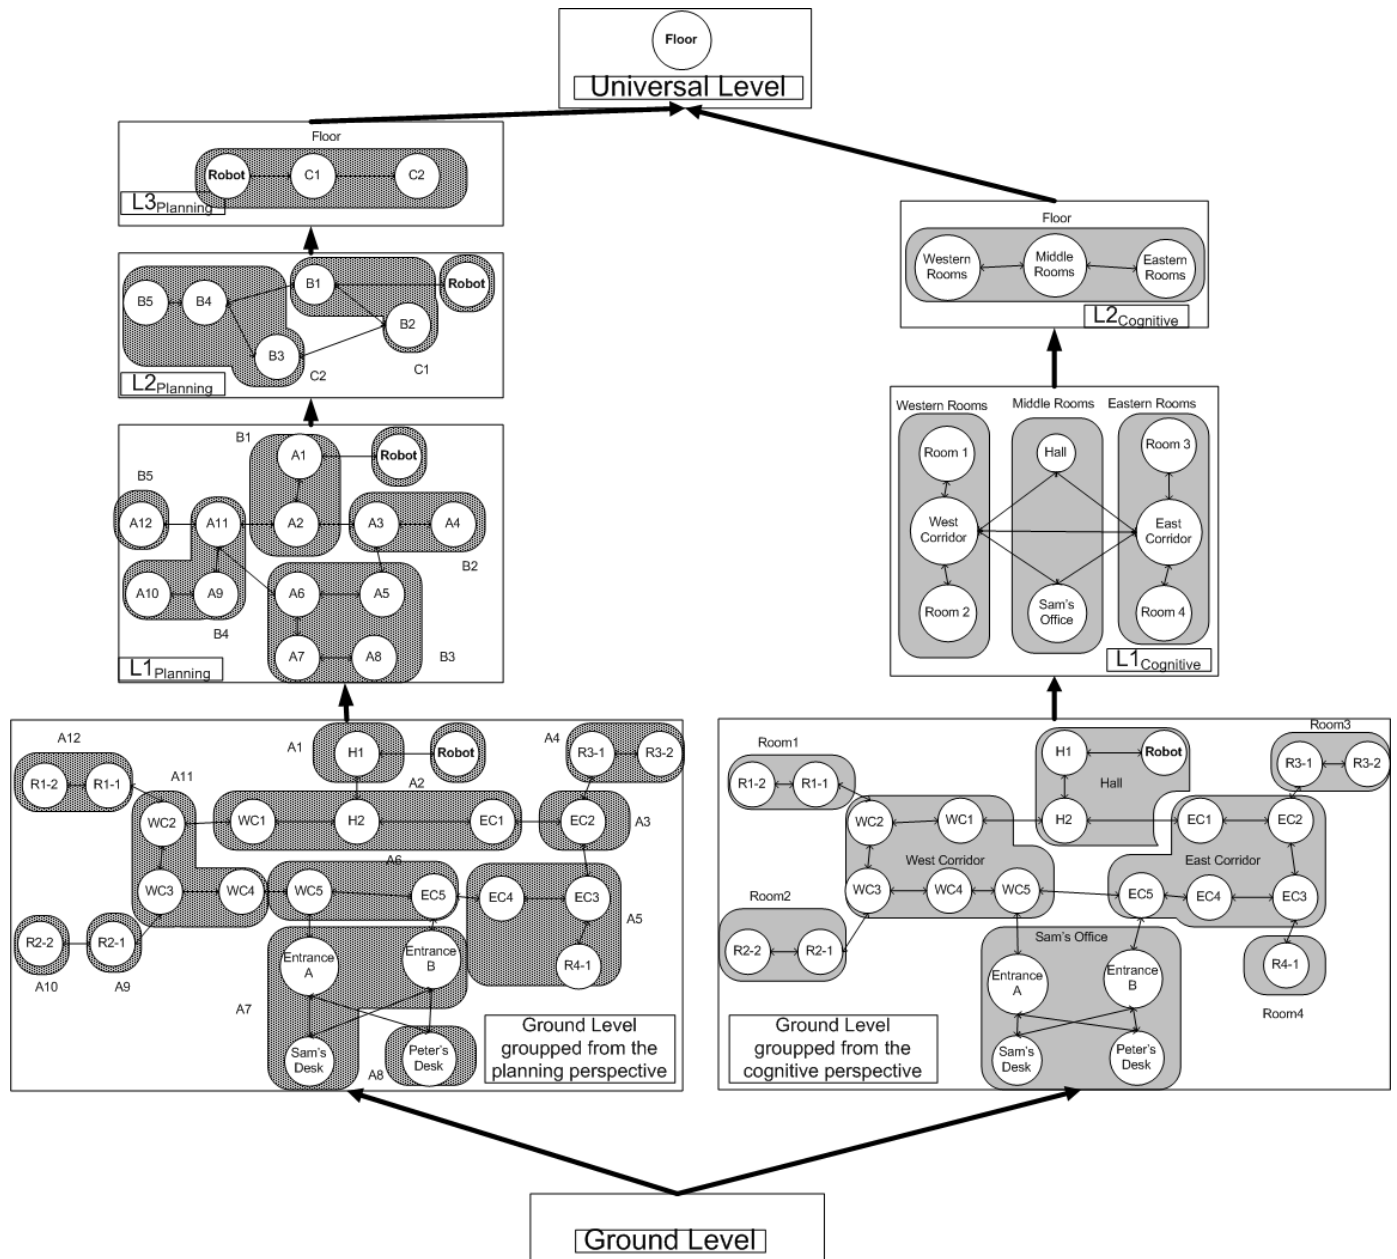 Floor
Universal Level
Floor
Robot
C1
C2
L3Planning
B5
B4
B1
Robot
B2
B3
C2
C1
L2Planning
B1
A1
Robot
B5
A12
A11
A2
A3
A4
B2
A10
A9
A6
A5
B4
A7
A8
B3
L1Planning
A12
A1
H1
Robot
A4
R3-1
R3-2
R1-2
R1-1
A11
A2
WC2
WC1
H2
EC1
EC2
A3
A6
WC3
WC4
WC5
EC5
EC4
EC3
A5
R2-2
R2-1
A10
A9
Entrance
A
Entrance
B
R4-1
A7
Sam's
Desk
A8
Peter's
Desk
Ground Level
groupped from the
planning perspective
Floor
Western
Rooms
Middle
Rooms
Eastern
Rooms
L2Cognitive
Western Rooms
Middle Rooms
Eastern Rooms
Room 1
Hall
Room 3
West
Corridor
East
Corridor
Room 2
Sam's
Office
Room 4
L1Cognitive
Room1
H1
Robot
Room3
R3-1
R3-2
R1-2
R1-1
Hall
WC2
WC1
H2
EC1
EC2
West Corridor
East Corridor
WC3
WC4
WC5
EC5
EC4
EC3
Room2
R2-2
R2-1
Sam's Office
Entrance
A
Entrance
B
R4-1
Room4
Sam's
Desk
Peter's
Desk
Ground Level
groupped from the
cognitive perspective
Ground Level